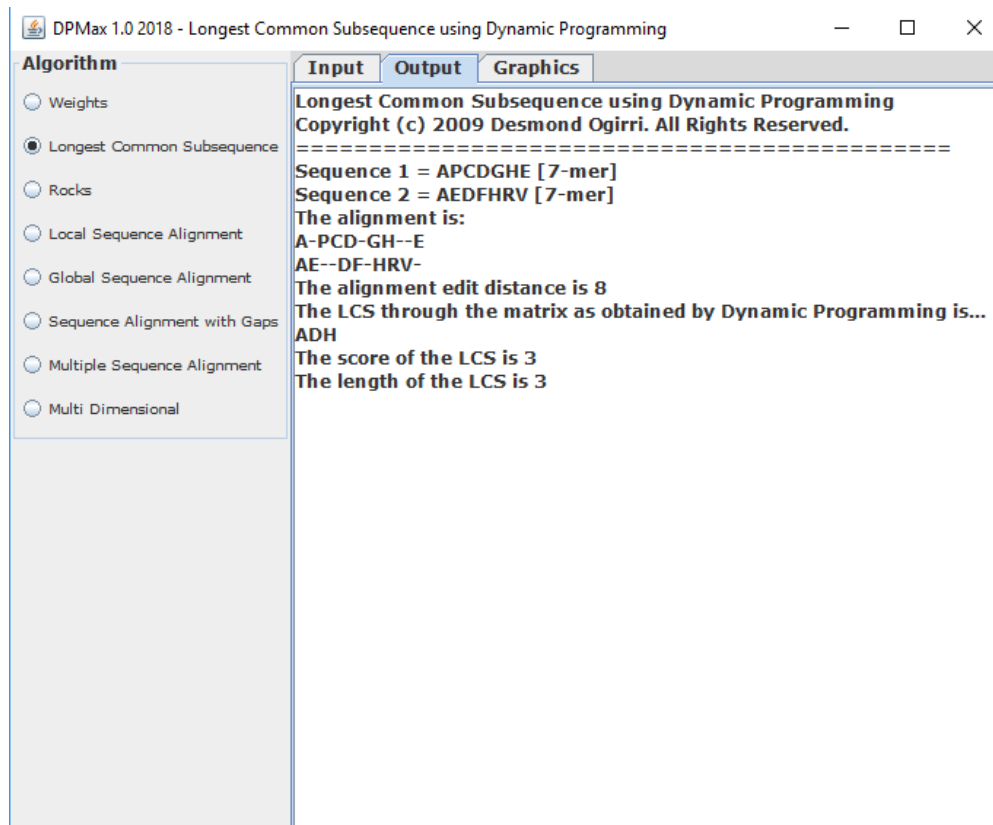 DPMax 1.0 2018 - Longest Common Subsequence using Dynamic Programming
Algorithm
Weights
Longest Common Subsequence
Rocks
Local Sequence Alignment
Global Sequence Alignment
Sequence Alignment with Gaps
Multiple Sequence Alignment
Multi Dimensional
Input Output Graphics
Longest Common Subsequence using Dynamic Programming
Copyright (c) 2009 Desmond Ogirri. All Rights Reserved.
==============================================
Sequence 1 = APCDGHE [7-mer]
Sequence 2 = AEDFHRV [7-mer]
The alignment is:
A-PCD-GH--E
AE--DF-HRV-
The alignment edit distance is 8
The LCS through the matrix as obtained by Dynamic Programming is...
ADH
The score of the LCS is 3
The length of the LCS is 3